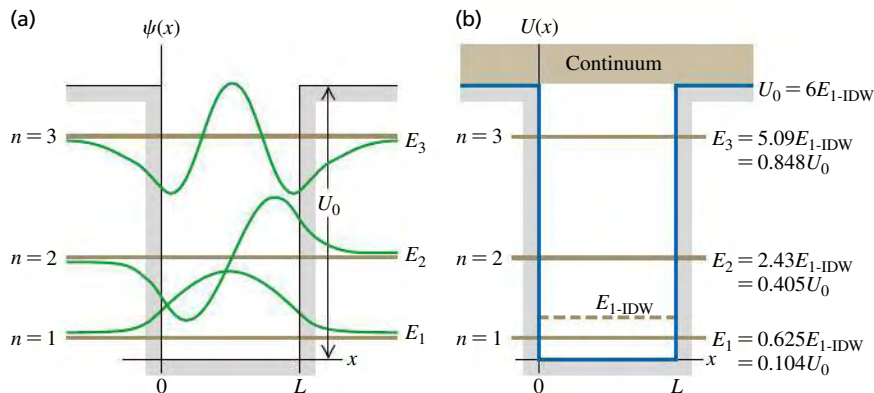 (a)
ψ(x)
n = 3
E₃
U₀
n = 2
E₂
n = 1
E₁
x
0
L
(b)
U(x)
Continuum
U₀ = 6E₁₋IDW
n = 3
E₃ = 5.09E₁₋IDW
= 0.848U₀
n = 2
E₂ = 2.43E₁₋IDW
= 0.405U₀
E₁₋IDW
n = 1
E₁ = 0.625E₁₋IDW
= 0.104U₀
x
0
L